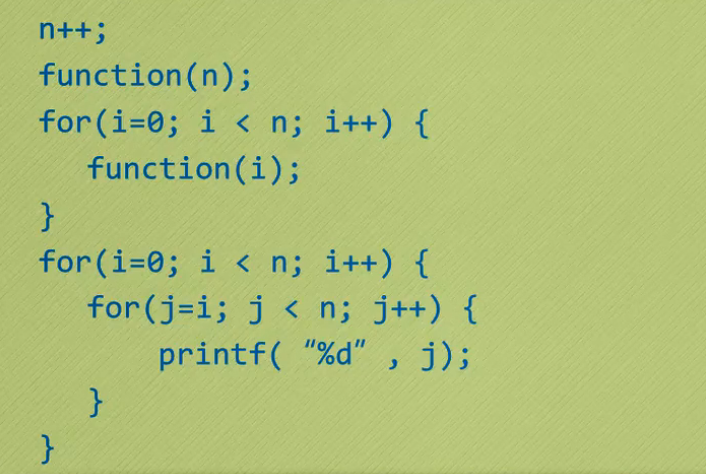 n++;
function(n);
for(i=0; i < n; i++) {
function(i);
}
for(i=0; i < n; i++) {
for(j=i; j < n; j++) {
printf( “%d” , j);
}
}